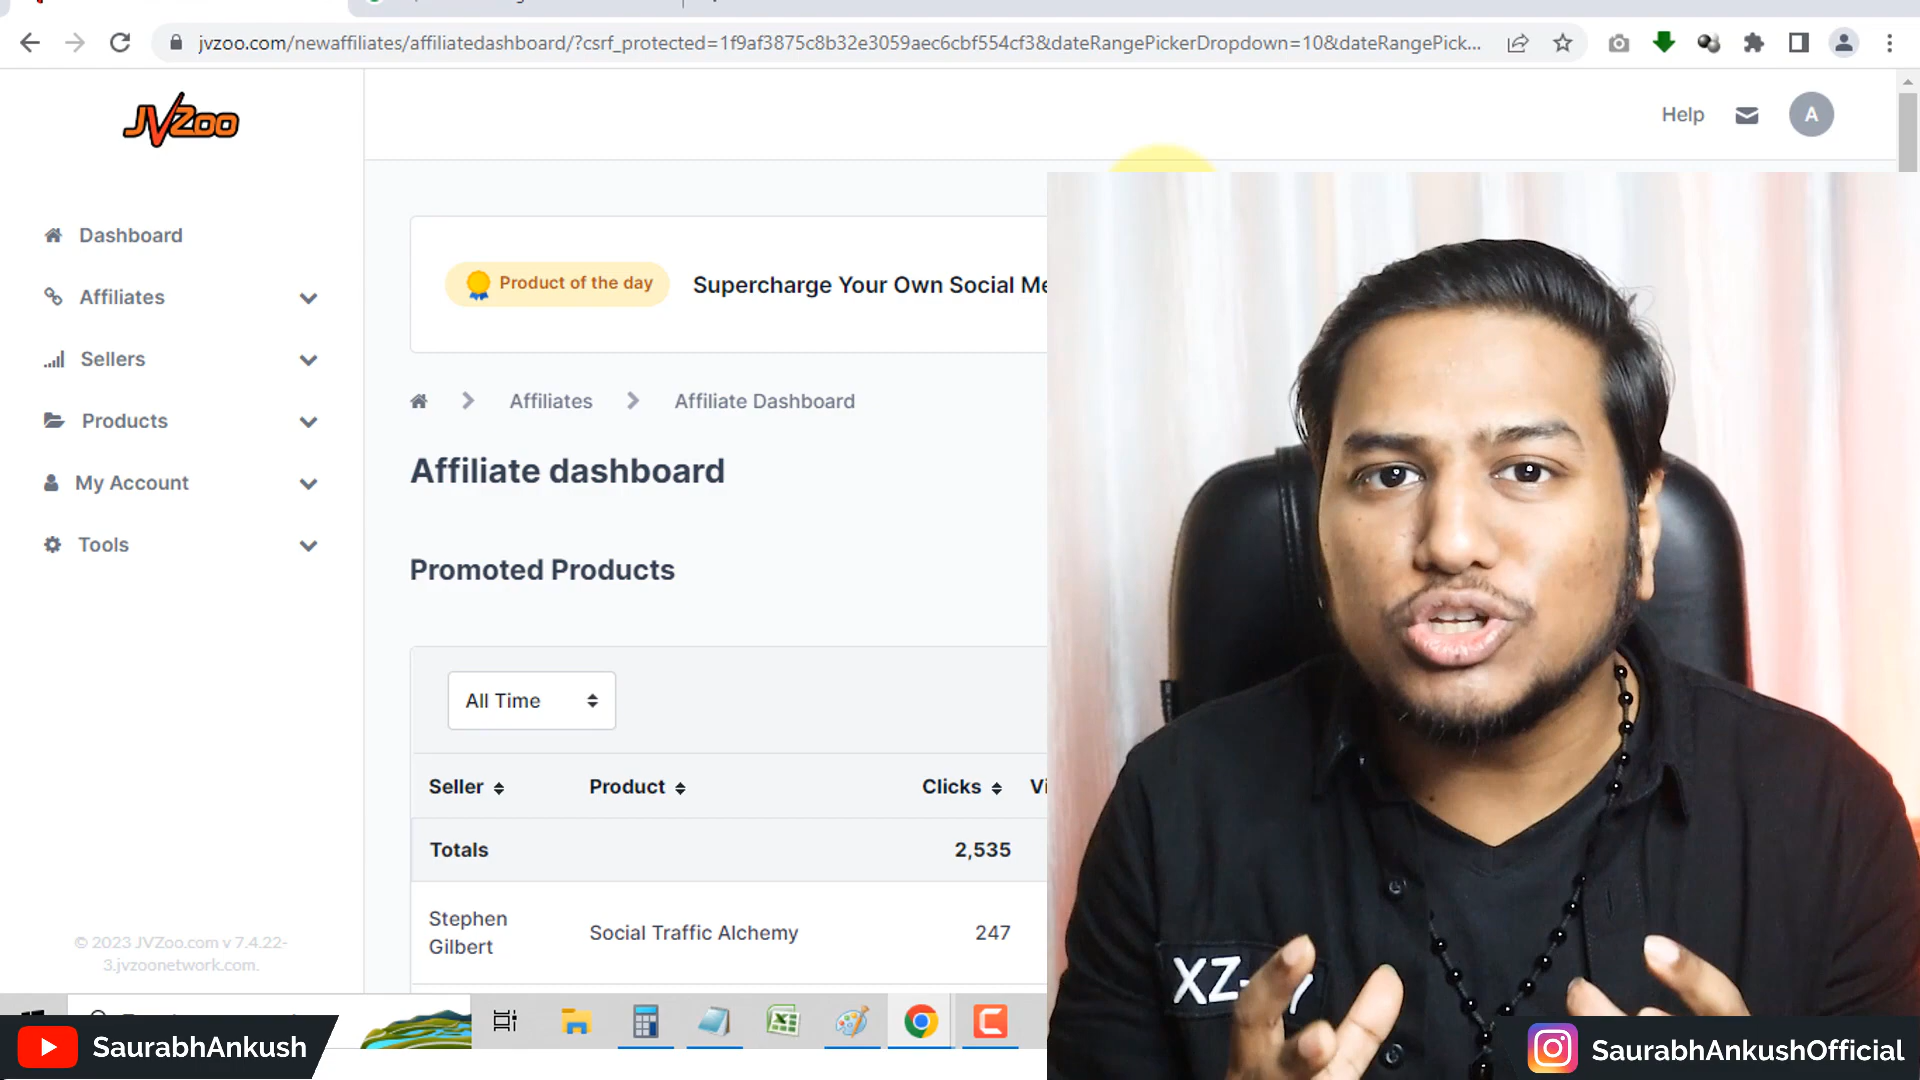 jvzoo.com/newaffiliates/affiliatedashboard/?csrf_protected=1f9af3875c8b32e3059aec6cbf554cf3&dateRangePickerDropdown=10&dateRangePick...
JVZoo
Help
A
Dashboard
Affiliates
Sellers
Products
My Account
Tools
Product of the day
Supercharge Your Own Social Me
Affiliates
Affiliate Dashboard
Affiliate dashboard
Promoted Products
All Time
Seller
Product
Clicks
Vi
Totals
2,535
Stephen
Gilbert
Social Traffic Alchemy
247
© 2023 JVZoo.com v 7.4.22-
3.jvzoonetwork.com.
SaurabhAnkush
SaurabhAnkushOfficial